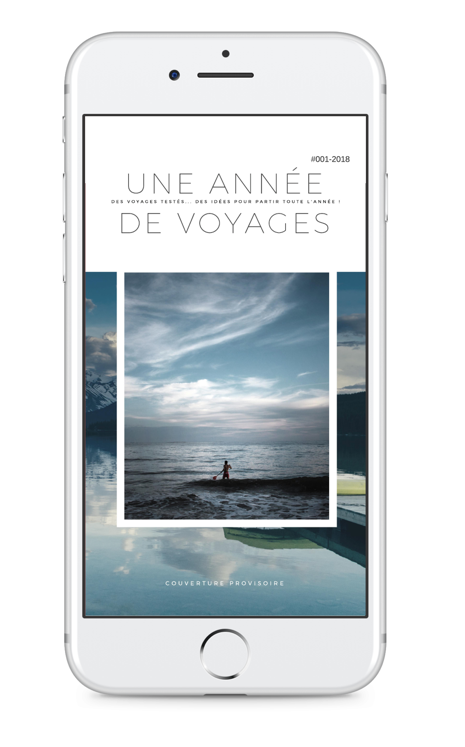 #001-2018
UNE ANNÉE
DES VOYAGES TESTÉS... DES IDÉES POUR PARTIR TOUTE L'ANNÉE !
DE VOYAGES
COUVERTURE PROVISOIRE